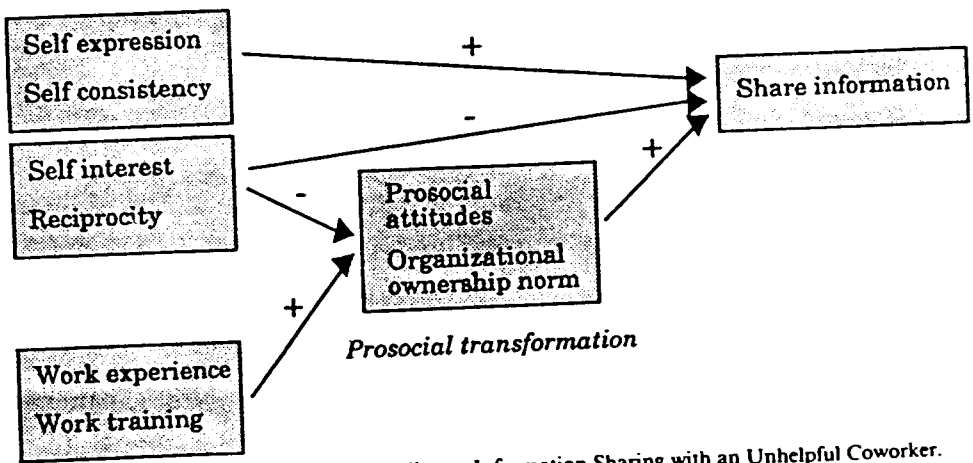 Self expression
Self consistency
+
Share information
-
Self interest
Reciprocity
-
+
Prosocial
attitudes
Organizational
ownership norm
+
Prosocial transformation
Work experience
Work training
Information Sharing with an Unhelpful Coworker.